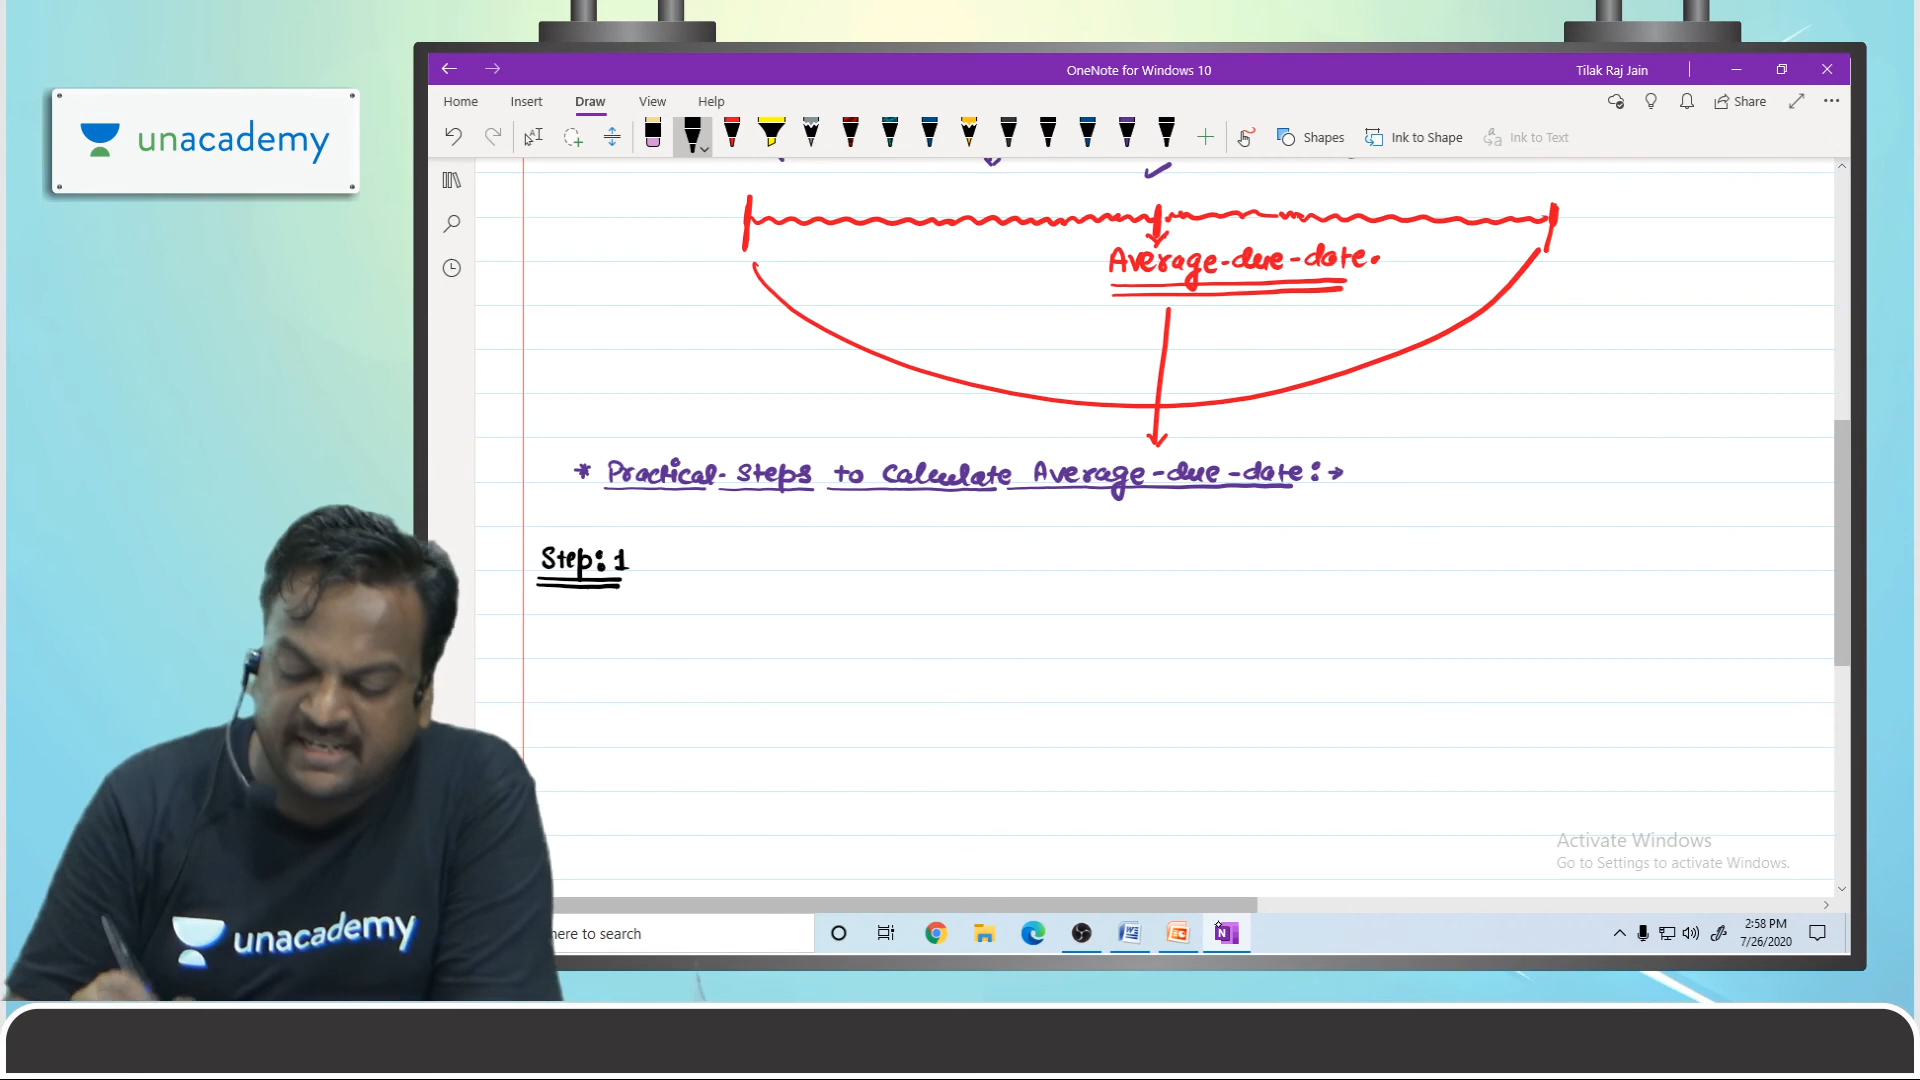 OneNote for Windows 10
Tilak Raj Jain
unacademy
Home Insert Draw View Help
Share
Shapes
Ink to Shape
Ink to Text
Average-due-date.
* Practical-Steps to Calculate Average-due-date:→
Step:1
Activate Windows
Go to Settings to activate Windows.
unacademy
here to search
2:58 PM
7/26/2020